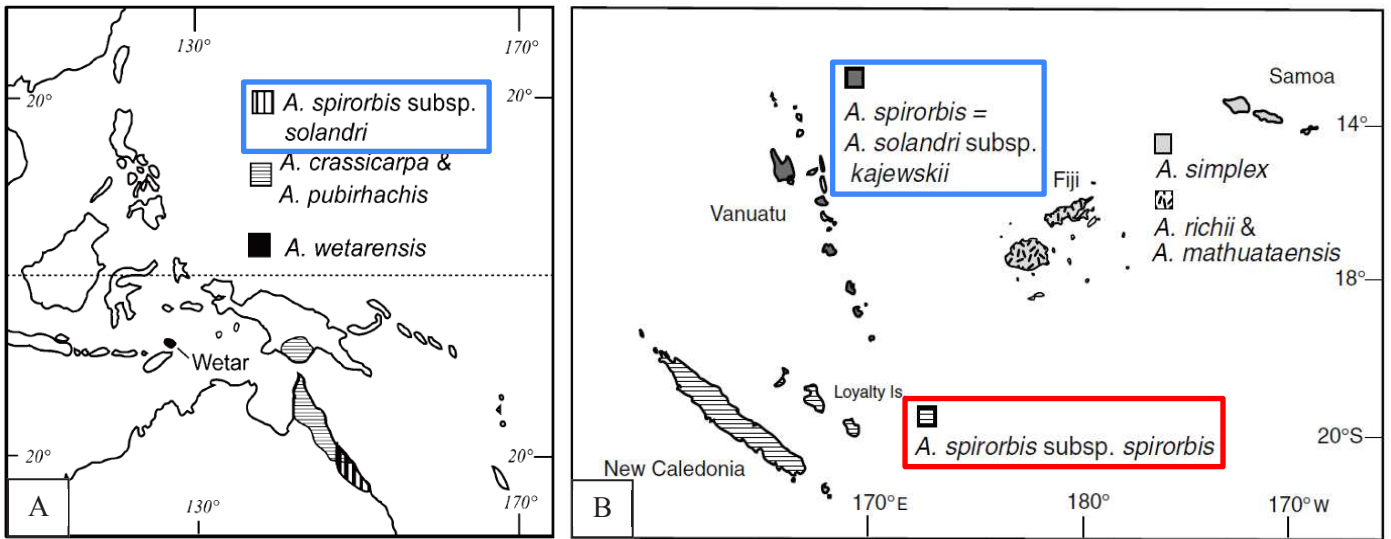 130°
170°
20°
20°
A. spirorbis subsp.
solandri
A. crassicarpa &
A. pubirhachis
A. wetarensis
Wetar
20°
20°
A
130°
170°
Samoa
14°
A. spirorbis =
A. solandri subsp.
kajewskii
A. simplex
Fiji
Vanuatu
A. richii &
A. mathuataensis
18°
Loyalty Is.
A. spirorbis subsp. spirorbis
20°S
New Caledonia
B
170°E
180°
170°W